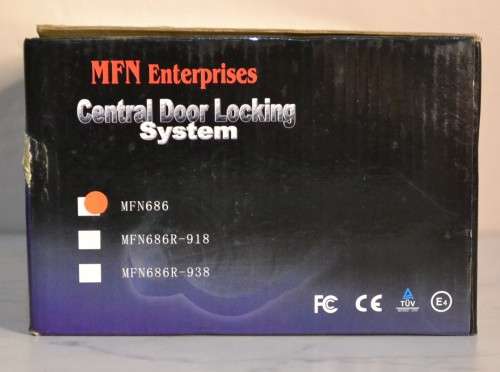 MFN Enterprises
Central Door Locking
System
MFN686
MFN686R-918
MFN686R-938
FC CE TÜV E4